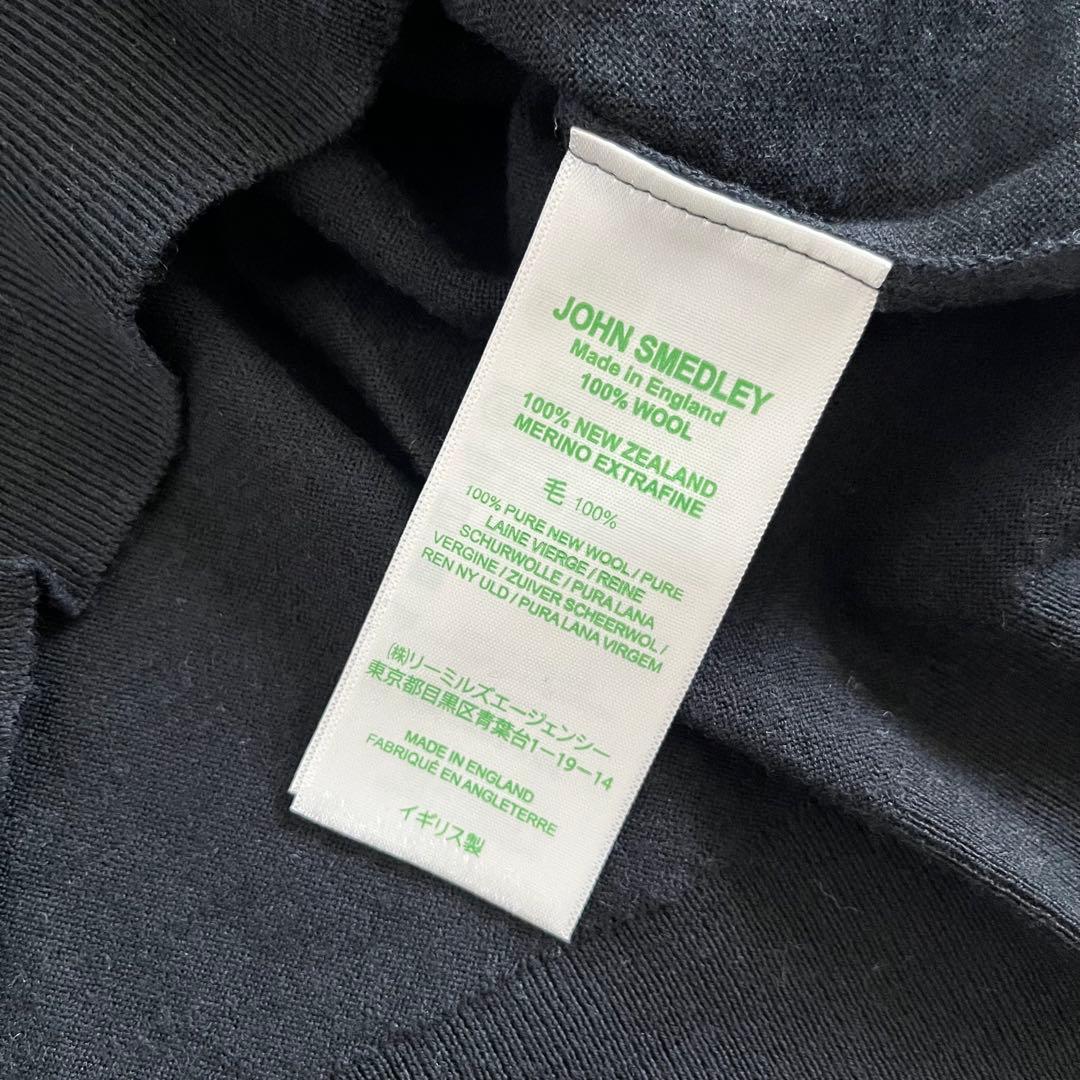 JOHN SMEDLEY
Made in England
100% WOOL
100% NEW ZEALAND
MERINO EXTRAFINE
毛 100%
100% PURE NEW WOOL / PURE
LAINE VIERGE / REINE
SCHURWOLLE / PURA LANA
VERGINE / ZUIVER SCHEERWOL /
REN NY ULD / PURA LANA VIRGEM
(株)リーミルズエージェンシー
東京都目黒区青葉台1-19-14
MADE IN ENGLAND
FABRIQUÉ EN ANGLETERRE
イギリス製